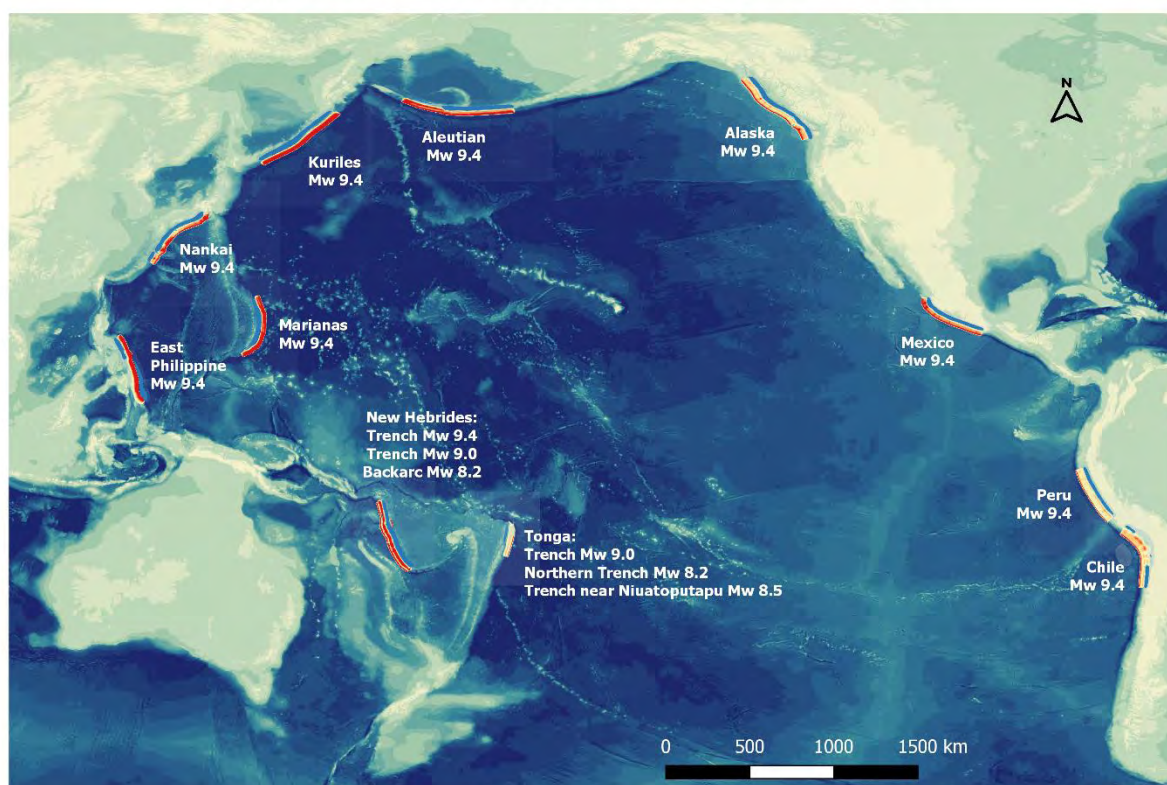 N
Aleutian
Mw 9.4
Alaska
Mw 9.4
Kuriles
Mw 9.4
Nankai
Mw 9.4
Marianas
Mw 9.4
East
Philippine
Mw 9.4
Mexico
Mw 9.4
New Hebrides:
Trench Mw 9.4
Trench Mw 9.0
Backarc Mw 8.2
Peru
Mw 9.4
Tonga:
Trench Mw 9.0
Northern Trench Mw 8.2
Trench near Niuatoputapu Mw 8.5
Chile
Mw 9.4
0 500 1000 1500 km